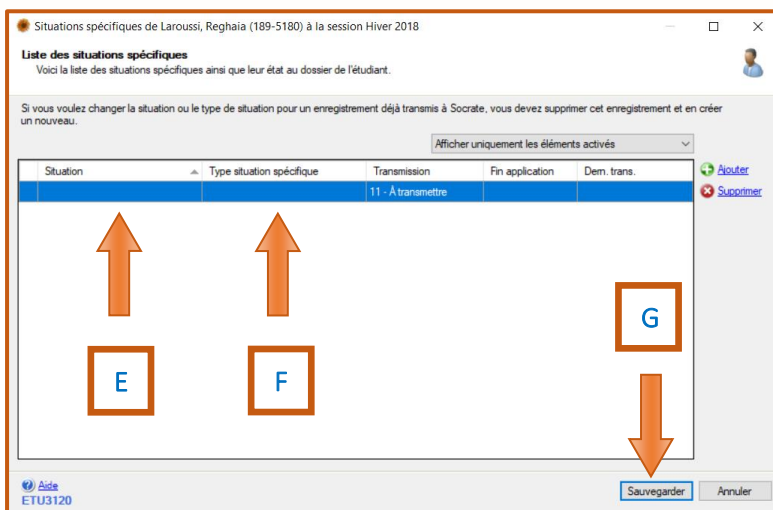 Situations spécifiques de Laroussi, Reghaia (189-5180) à la session Hiver 2018
Liste des situations spécifiques
Voici la liste des situations spécifiques ainsi que leur état au dossier de l'étudiant.
Si vous voulez changer la situation ou le type de situation pour un enregistrement déjà transmis à Socrate, vous devez supprimer cet enregistrement et en créer
un nouveau.
Afficher uniquement les éléments activés
Situation Type situation spécifique Transmission Fin application Dern. trans.
Ajouter
11 - À transmettre
Supprimer
G
E F
Aide
ETU3120
Sauvegarder Annuler